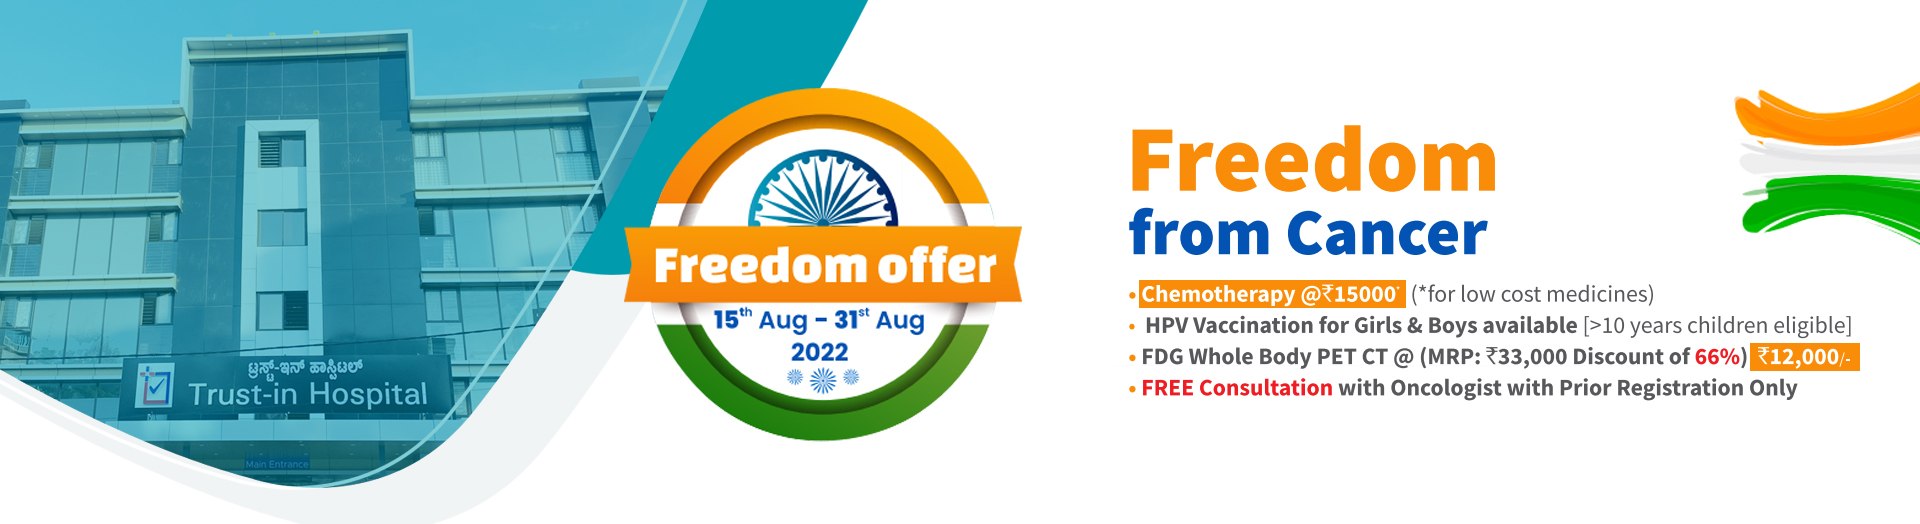 ಟ್ರಸ್ಟ್-ಇನ್ ಹಾಸ್ಪಿಟಲ್
Trust-in Hospital
Main Entrance
Freedom offer
15th Aug - 31st Aug
2022
Freedom
from Cancer
• Chemotherapy @₹15000* (*for low cost medicines)
• HPV Vaccination for Girls & Boys available [>10 years children eligible]
• FDG Whole Body PET CT @ (MRP: ₹33,000 Discount of 66%) ₹12,000/-
• FREE Consultation with Oncologist with Prior Registration Only